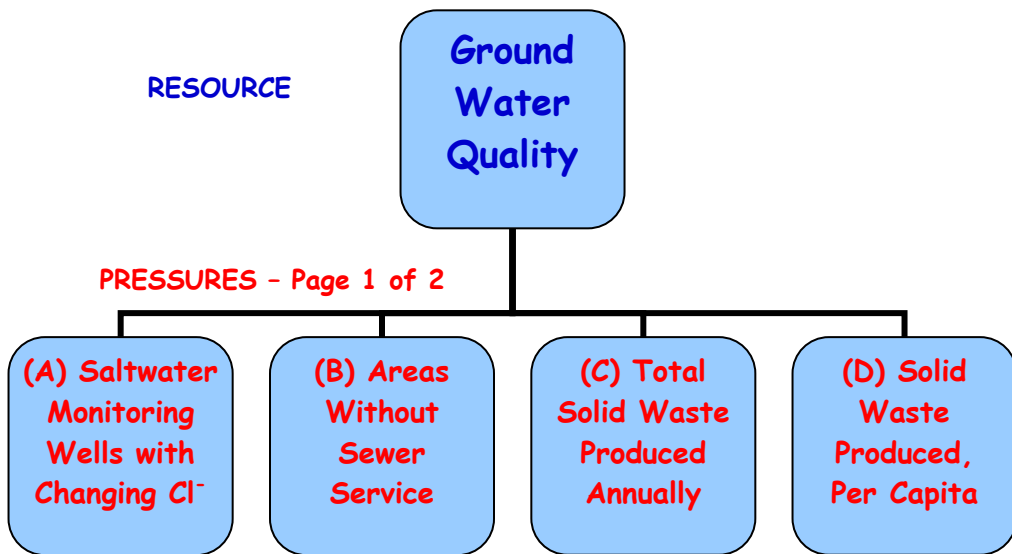 RESOURCE
Ground
Water
Quality
PRESSURES – Page 1 of 2
(A) Saltwater
Monitoring
Wells with
Changing Cl⁻
(B) Areas
Without
Sewer
Service
(C) Total
Solid Waste
Produced
Annually
(D) Solid
Waste
Produced,
Per Capita